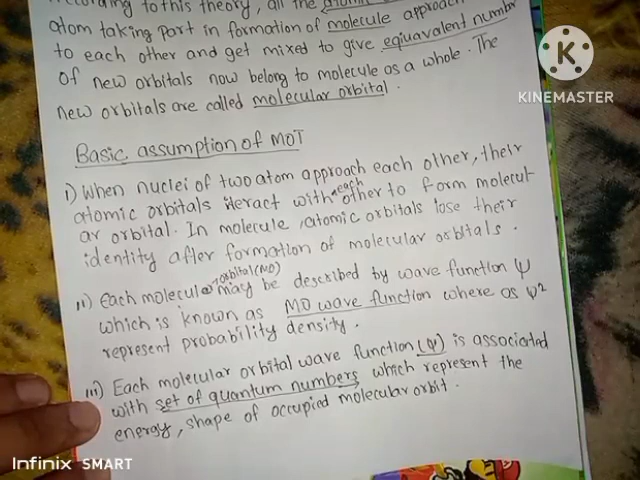 to this theory, all the atomic
atom taking part in formation of molecule approach
to each other and get mixed to give equavalent number
of new orbitals now belong to molecule as a whole. The
new orbitals are called molecular orbital.
KINEMASTER
Basic assumption of MOT
i) When nuclei of two atom approach each other, their
atomic orbitals iteract with each other to form molecul
ar orbital. In molecule, atomic orbitals lose their
identity after formation of molecular orbitals.
ii) Each molecular orbital (MO) may be described by wave function ψ
which is known as MO wave function where as ψ²
represent probability density.
iii) Each molecular orbital wave function (ψ) is associated
with set of quantum numbers which represent the
energy, shape of occupied molecular orbit.
Infinix SMART